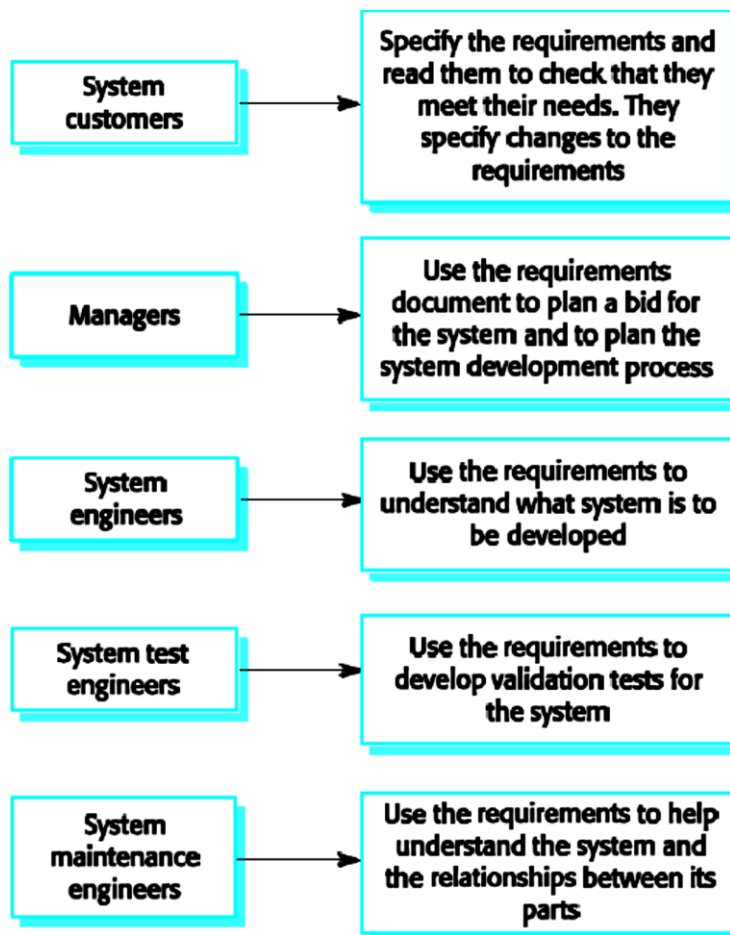 System
customers
Specify the requirements and
read them to check that they
meet their needs. They
specify changes to the
requirements
Managers
Use the requirements
document to plan a bid for
the system and to plan the
system development process
System
engineers
Use the requirements to
understand what system is to
be developed
System test
engineers
Use the requirements to
develop validation tests for
the system
System
maintenance
engineers
Use the requirements to help
understand the system and
the relationships between its
parts